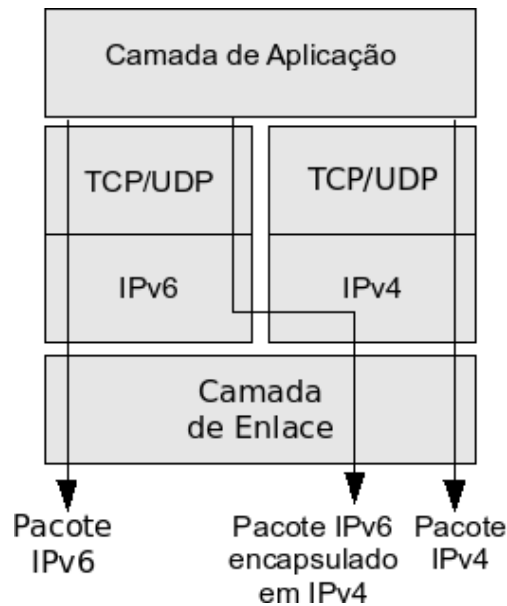 Camada de Aplicação
TCP/UDP
TCP/UDP
IPv6
IPv4
Camada
de Enlace
Pacote
IPv6
Pacote IPv6
encapsulado
em IPv4
Pacote
IPv4